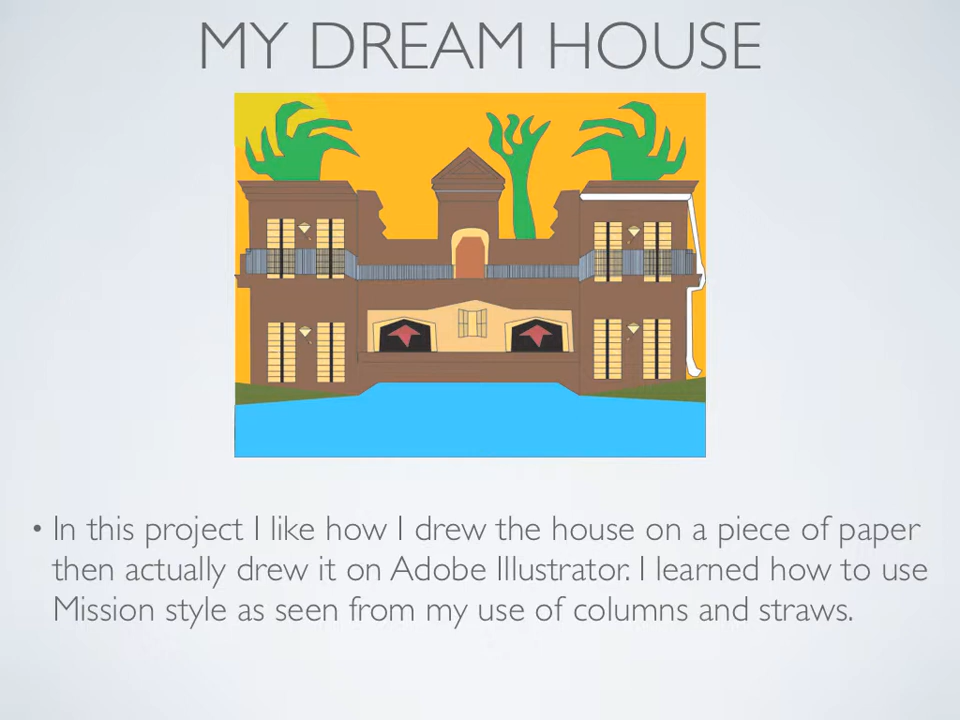 MY DREAM HOUSE
• In this project I like how I drew the house on a piece of paper
then actually drew it on Adobe Illustrator. I learned how to use
Mission style as seen from my use of columns and straws.